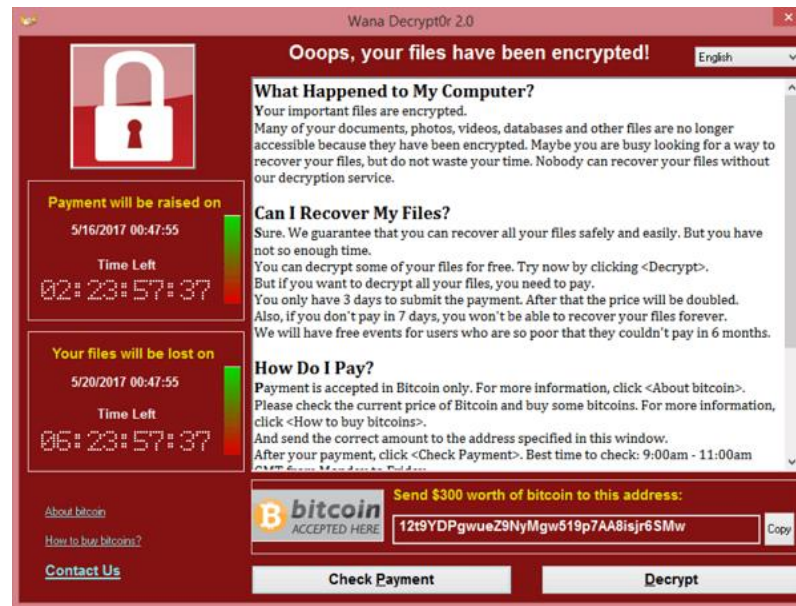 Wana Decrypt0r 2.0
Ooops, your files have been encrypted!
English
Payment will be raised on
5/16/2017 00:47:55
Time Left
02:23:57:37
Your files will be lost on
5/20/2017 00:47:55
Time Left
06:23:57:37
About bitcoin
How to buy bitcoins?
Contact Us
What Happened to My Computer?
Your important files are encrypted.
Many of your documents, photos, videos, databases and other files are no longer
accessible because they have been encrypted. Maybe you are busy looking for a way to
recover your files, but do not waste your time. Nobody can recover your files without
our decryption service.
Can I Recover My Files?
Sure. We guarantee that you can recover all your files safely and easily. But you have
not so enough time.
You can decrypt some of your files for free. Try now by clicking <Decrypt>.
But if you want to decrypt all your files, you need to pay.
You only have 3 days to submit the payment. After that the price will be doubled.
Also, if you don't pay in 7 days, you won't be able to recover your files forever.
We will have free events for users who are so poor that they couldn't pay in 6 months.
How Do I Pay?
Payment is accepted in Bitcoin only. For more information, click <About bitcoin>.
Please check the current price of Bitcoin and buy some bitcoins. For more information,
click <How to buy bitcoins>.
And send the correct amount to the address specified in this window.
After your payment, click <Check Payment>. Best time to check: 9:00am - 11:00am
GMT from Monday to Friday.
bitcoin
ACCEPTED HERE
Send $300 worth of bitcoin to this address:
12t9YDPgwueZ9NyMgw519p7AA8isjr6SMw
Copy
Check Payment
Decrypt